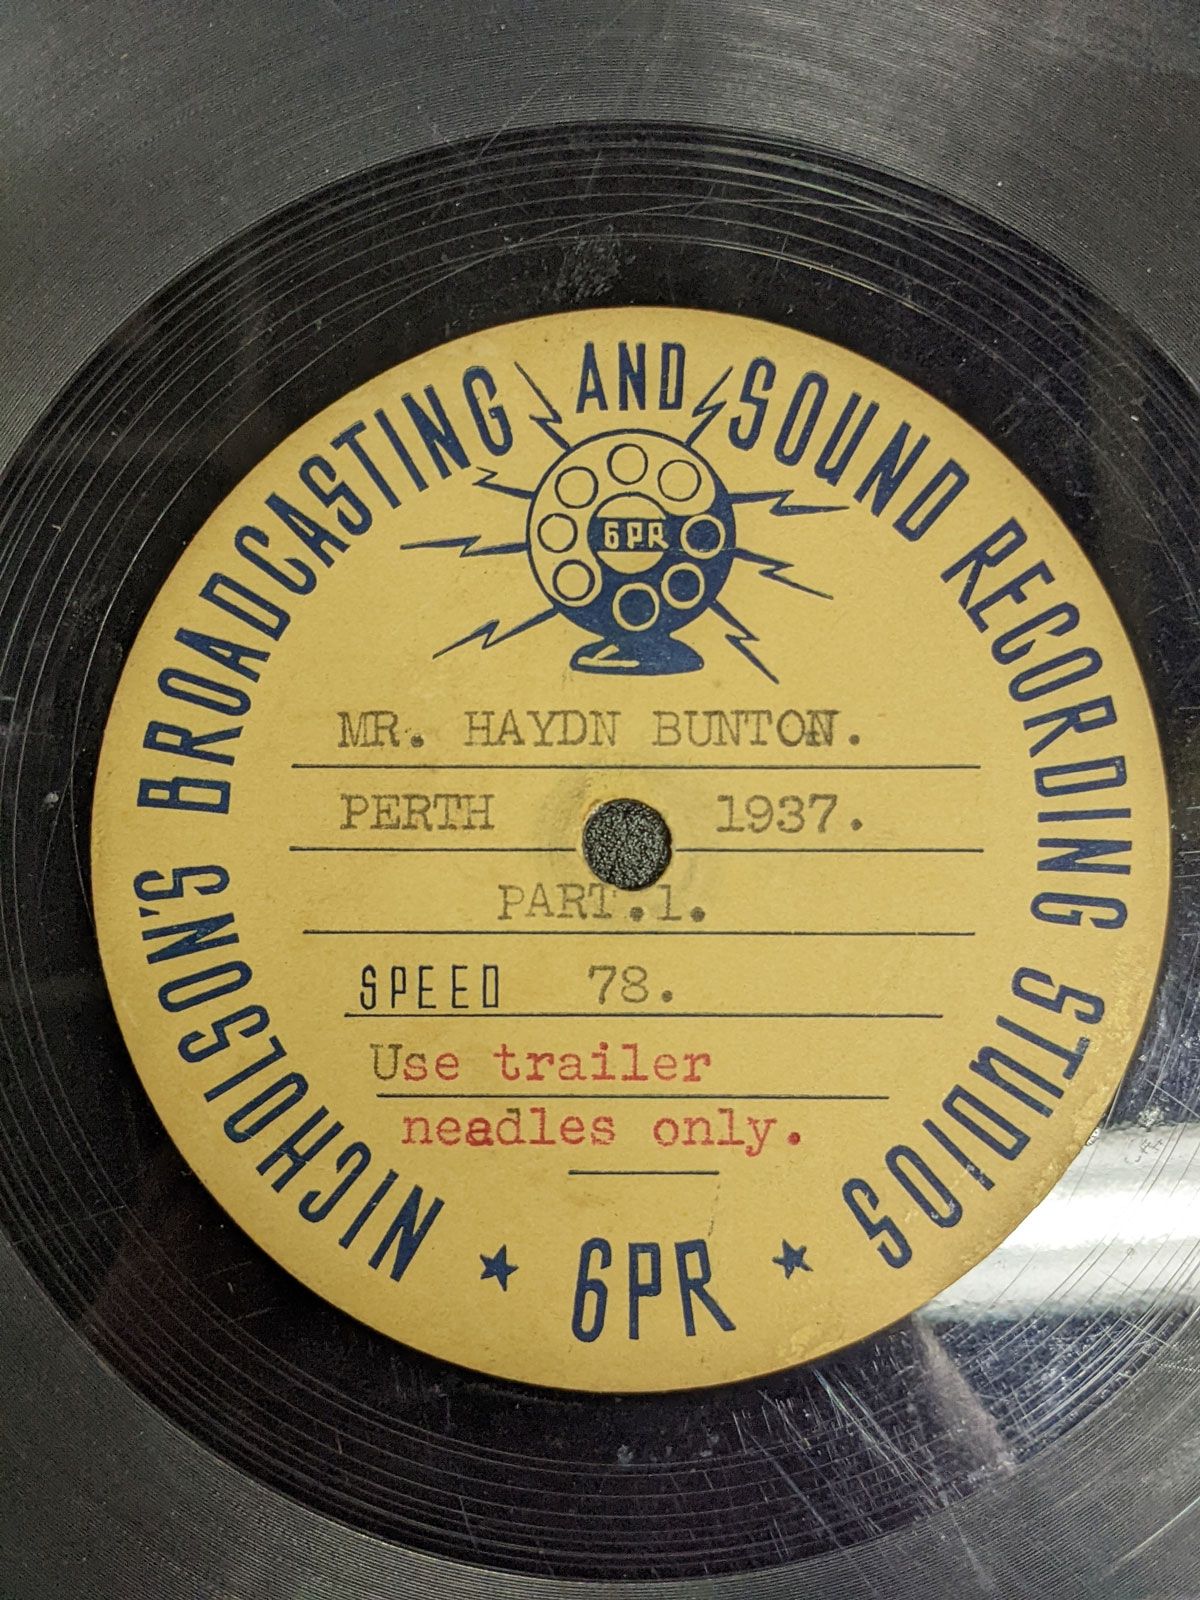 NICHOLSON'S BROADCASTING AND SOUND RECORDING STUDIOS
6PR
MR. HAYDN BUNTON.
PERTH 1937.
PART.1.
SPEED 78.
Use trailer
neadles only.
★ 6PR ★